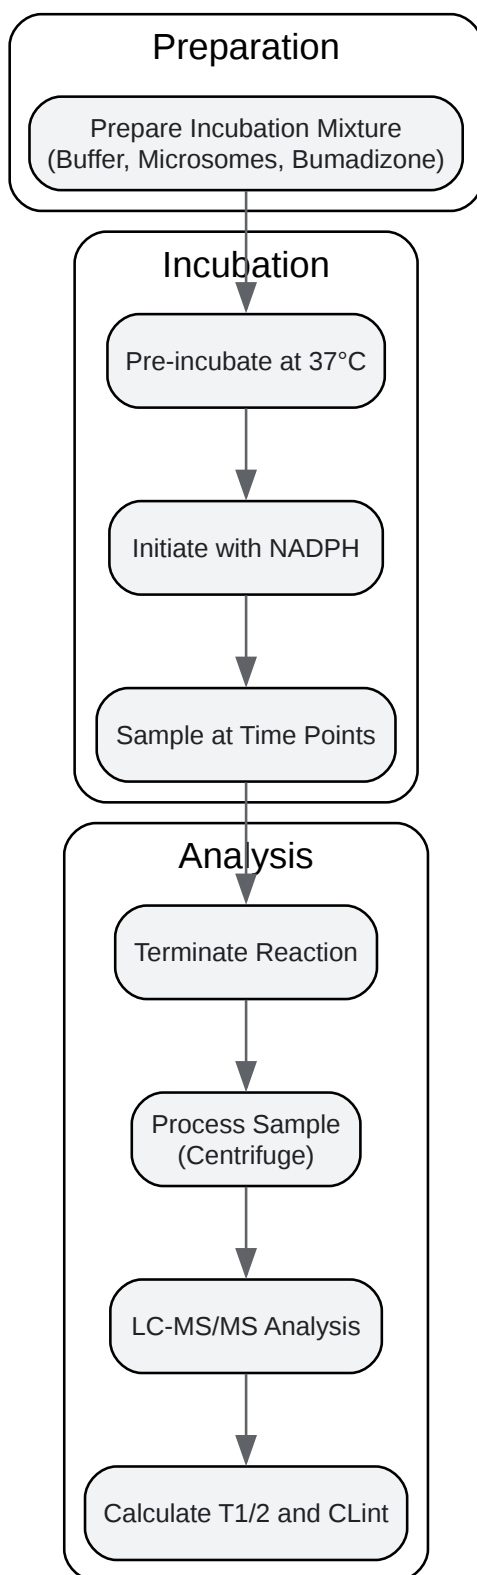 Preparation
Prepare Incubation Mixture
(Buffer, Microsomes, Bumadizone)
Incubation
Pre-incubate at 37°C
Initiate with NADPH
Sample at Time Points
Analysis
Terminate Reaction
Process Sample
(Centrifuge)
LC-MS/MS Analysis
Calculate T1/2 and CLint